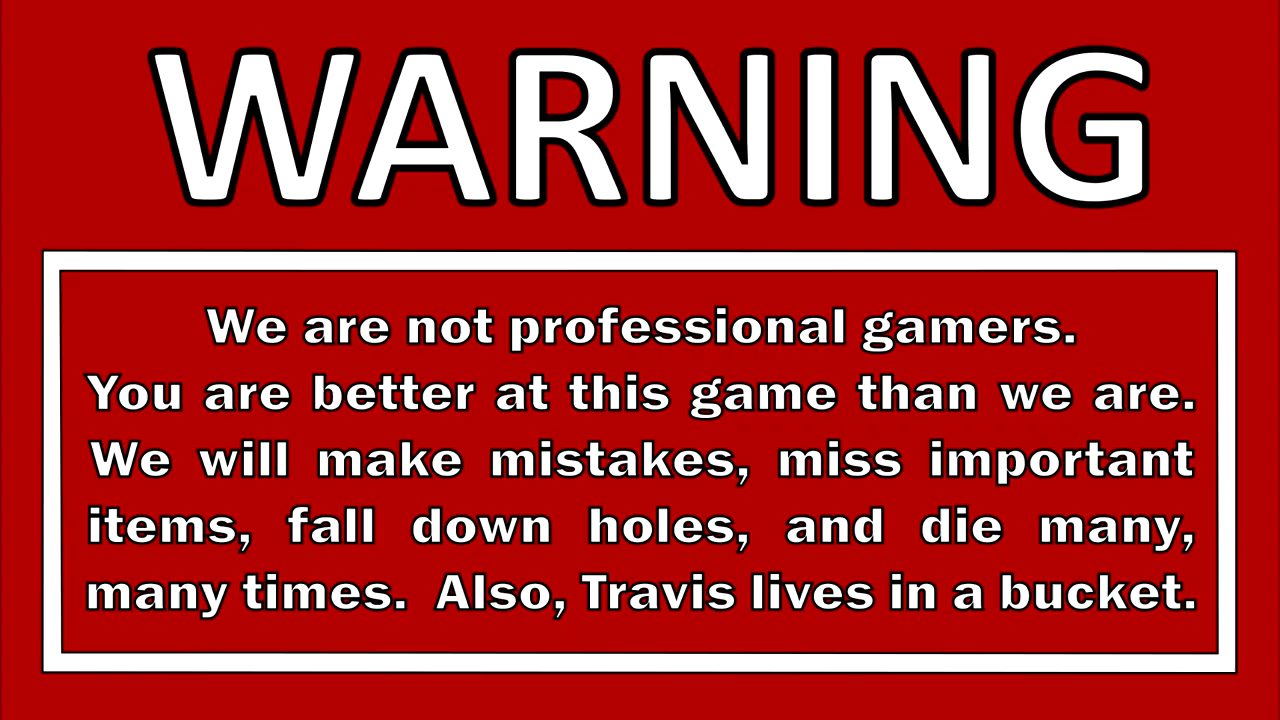 WARNING
We are not professional gamers.
You are better at this game than we are.
We will make mistakes, miss important
items, fall down holes, and die many,
many times.  Also, Travis lives in a bucket.